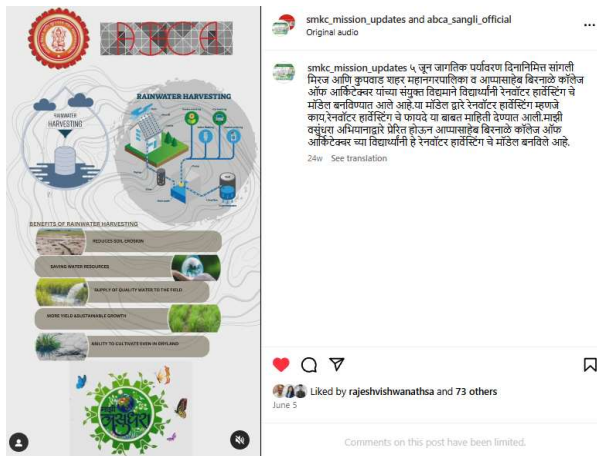 ABCA
RAINWATER HARVESTING
RAINWATER
HARVESTING
BENEFITS OF RAINWATER HARVESTING
REDUCES SOIL EROSION
SAVING WATER RESOURCES
SUPPLY OF QUALITY WATER TO THE FIELD
MORE YIELD &SUSTAINABLE GROWTH
ABILITY TO CULTIVATE EVEN IN DRYLAND
माझी
वसुंधरा
smkc_mission_updates and abca_sangli_official
Original audio
smkc_mission_updates ५ जून जागतिक पर्यावरण दिनानिमित्त सांगली
मिरज आणि कुपवाड शहर महानगरपालिका व आप्पासाहेब बिरनाळे कॉलेज
ऑफ आर्किटेक्चर यांच्या संयुक्त विद्यमाने विद्यार्थ्यांनी रेनवॉटर हार्वेस्टिंग चे
मॉडेल बनविण्यात आले आहे.या मॉडेल द्वारे रेनवॉटर हार्वेस्टिंग म्हणजे
काय,रेनवॉटर हार्वेस्टिंग चे फायदे या बाबत माहिती देण्यात आली.माझी
वसुंधरा अभियानाद्वारे प्रेरित होऊन आप्पासाहेब बिरनाळे कॉलेज ऑफ
आर्किटेक्चर च्या विद्यार्थ्यांनी हे रेनवॉटर हार्वेस्टिंग चे मॉडेल बनविले आहे.
24w See translation
Liked by rajeshvishwanathsa and 73 others
June 5
Comments on this post have been limited.